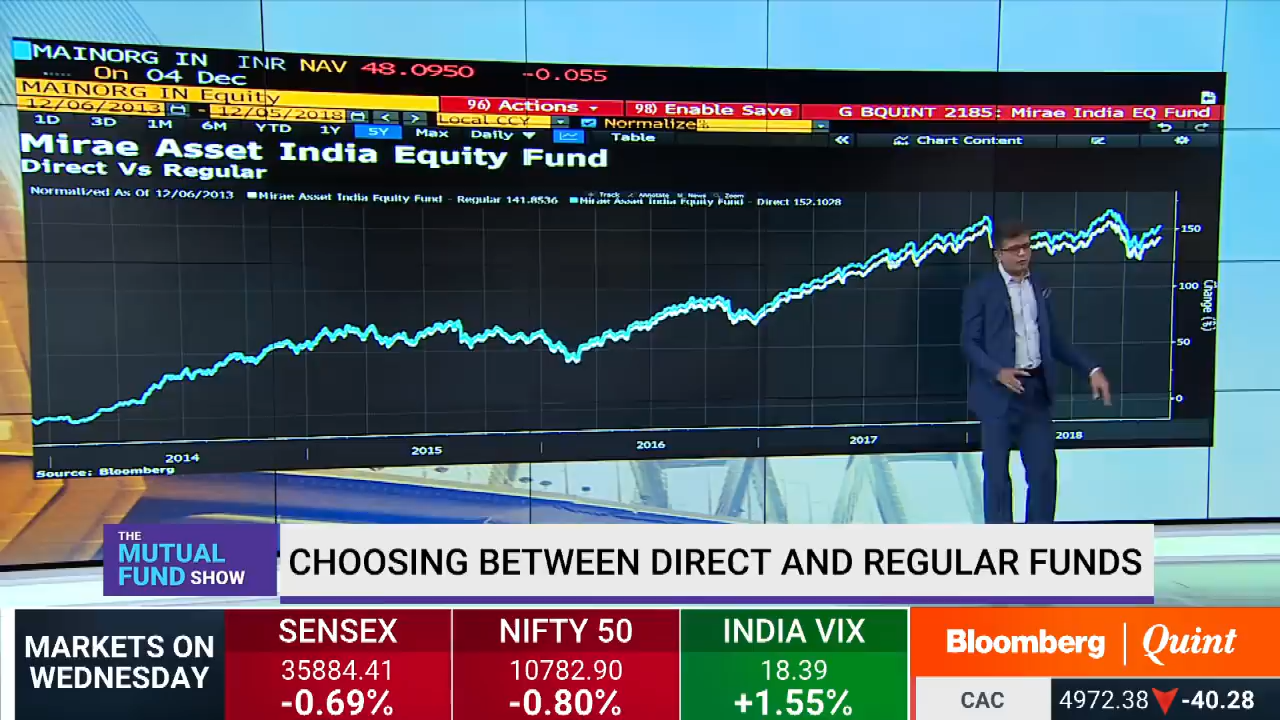 MAINORG IN INR NAV 48.0950 -0.055
On 04 Dec
MAINORG IN Equity
96) Actions 98) Enable Save G BQUINT 2185: Mirae India EQ Fund
12/06/2013 - 12/05/2018 Local CCY Normalize
1D 3D 1M 6M YTD 1Y 5Y Max Daily Table Chart Content
Mirae Asset India Equity Fund
Direct Vs Regular
Normalized As Of 12/06/2013 Mirae Asset India Equity Fund - Regular 141.8536 Mirae Asset India Equity Fund - Direct 152.1028
Track Annotate News Zoom
150
100
50
0
Change (%)
2014 2015 2016 2017 2018
Source: Bloomberg
THE
MUTUAL
FUND SHOW
CHOOSING BETWEEN DIRECT AND REGULAR FUNDS
MARKETS ON
WEDNESDAY
SENSEX
35884.41
-0.69%
NIFTY 50
10782.90
-0.80%
INDIA VIX
18.39
+1.55%
Bloomberg | Quint
CAC 4972.38 -40.28